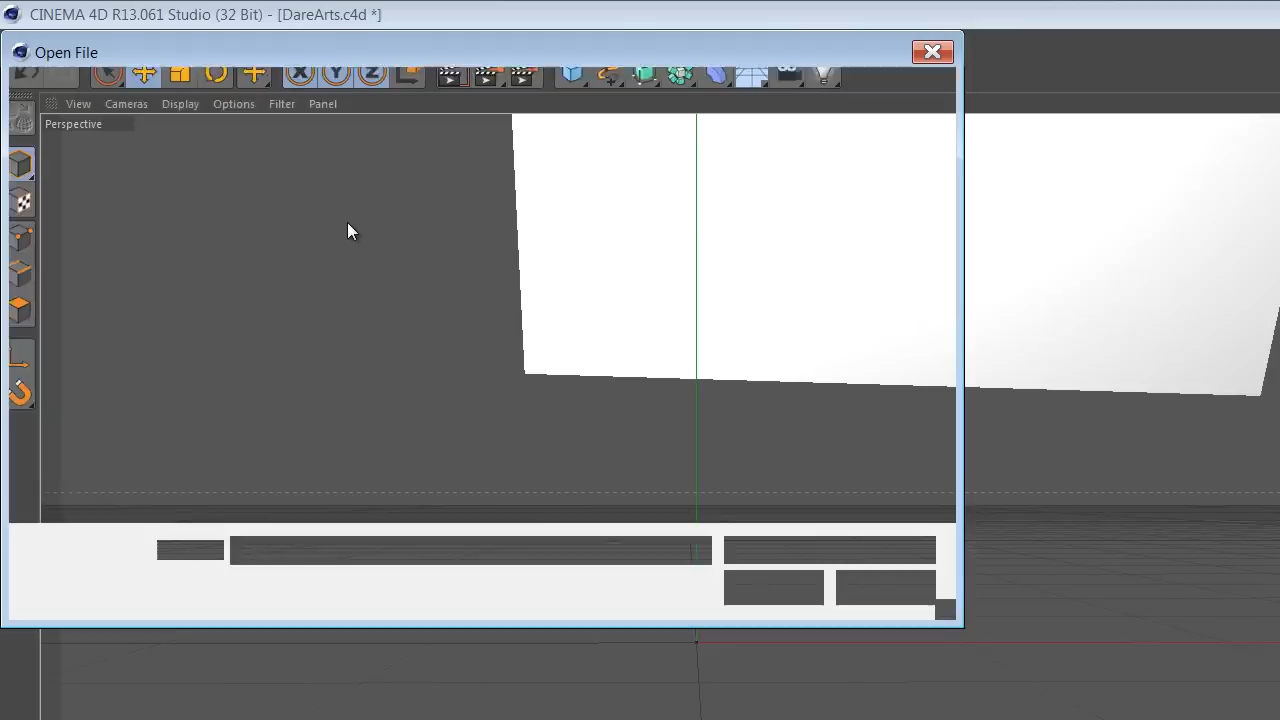 CINEMA 4D R13.061 Studio (32 Bit) - [DareArts.c4d *]
Open File
X Y Z
View Cameras Display Options Filter Panel
Perspective